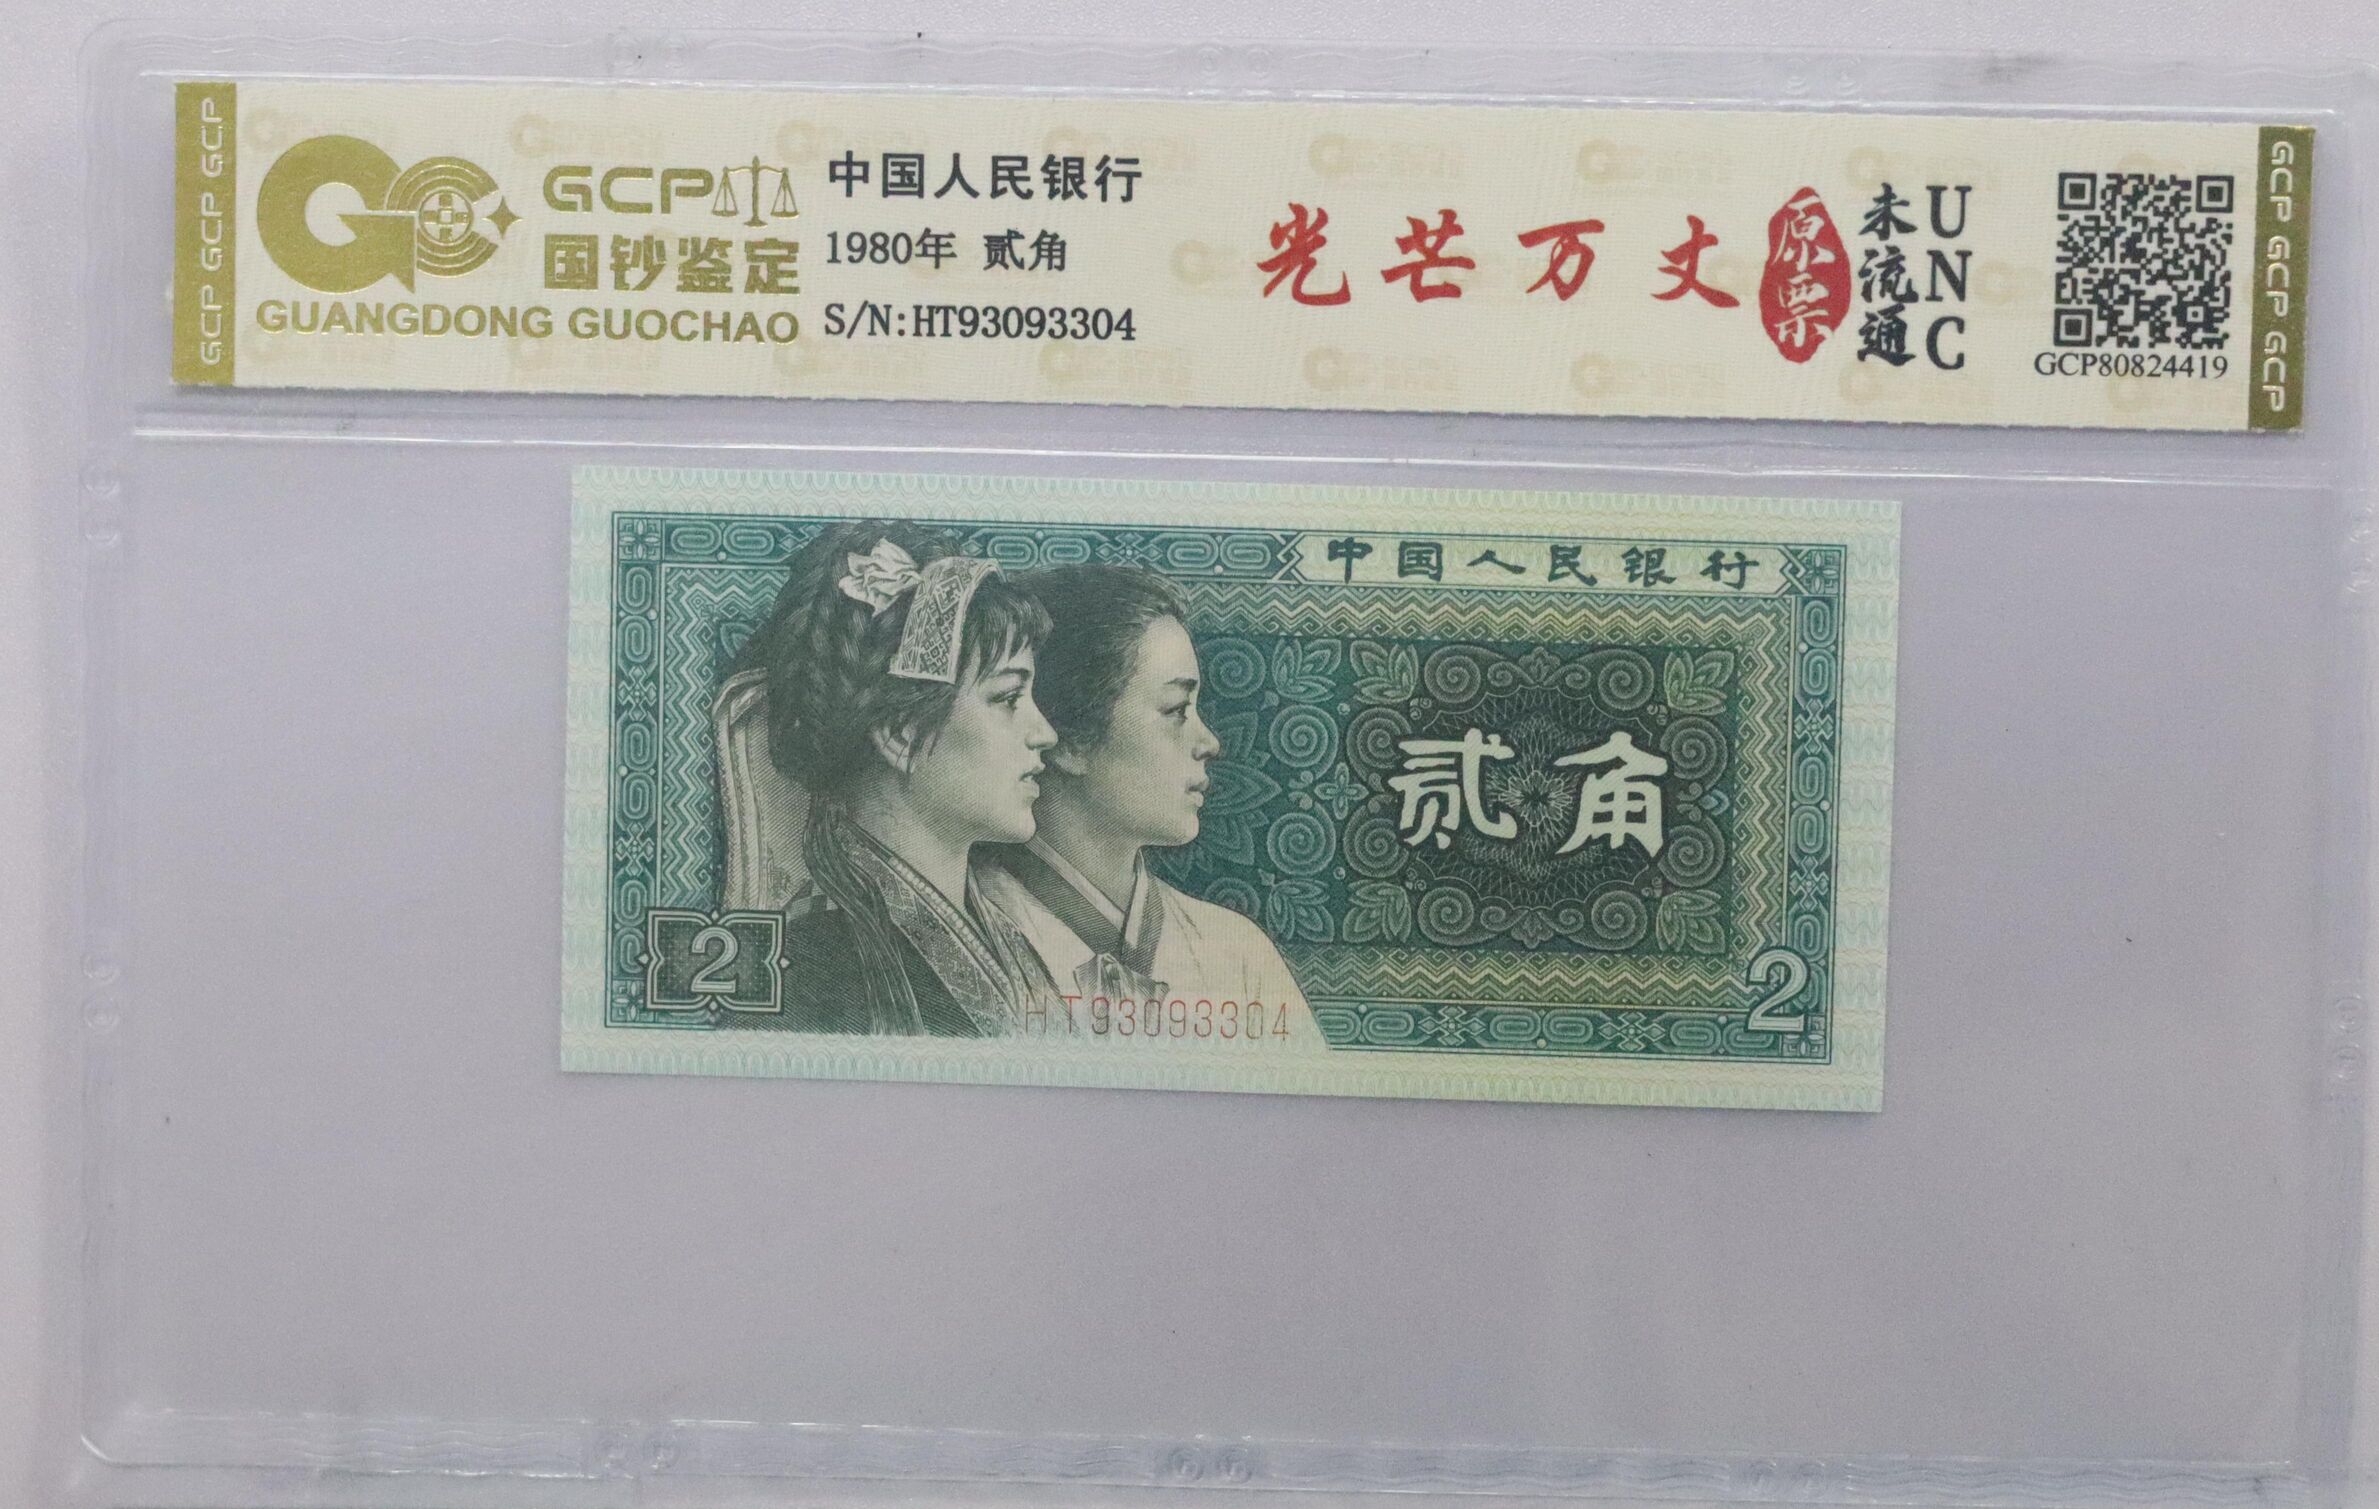 GCP GCP GCP
GCP
国钞鉴定
GUANGDONG GUOCHAO
中国人民银行
1980年 贰角
S/N:HT93093304
光芒万丈
原票
未流通
UNC
GCP80824419
GCP GCP GCP
中国人民银行
贰角
2
HT93093304
2